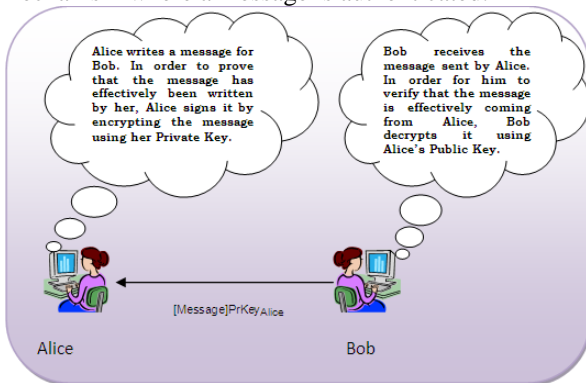 Alice writes a message for
Bob. In order to prove
that the message has
effectively been written
by her, Alice signs it by
encrypting the message
using her Private Key.
Bob receives the
message sent by Alice.
In order for him to
verify that the message
is effectively coming
from Alice, Bob
decrypts it using
Alice's Public Key.
[Message]PrKeyAlice
Alice
Bob